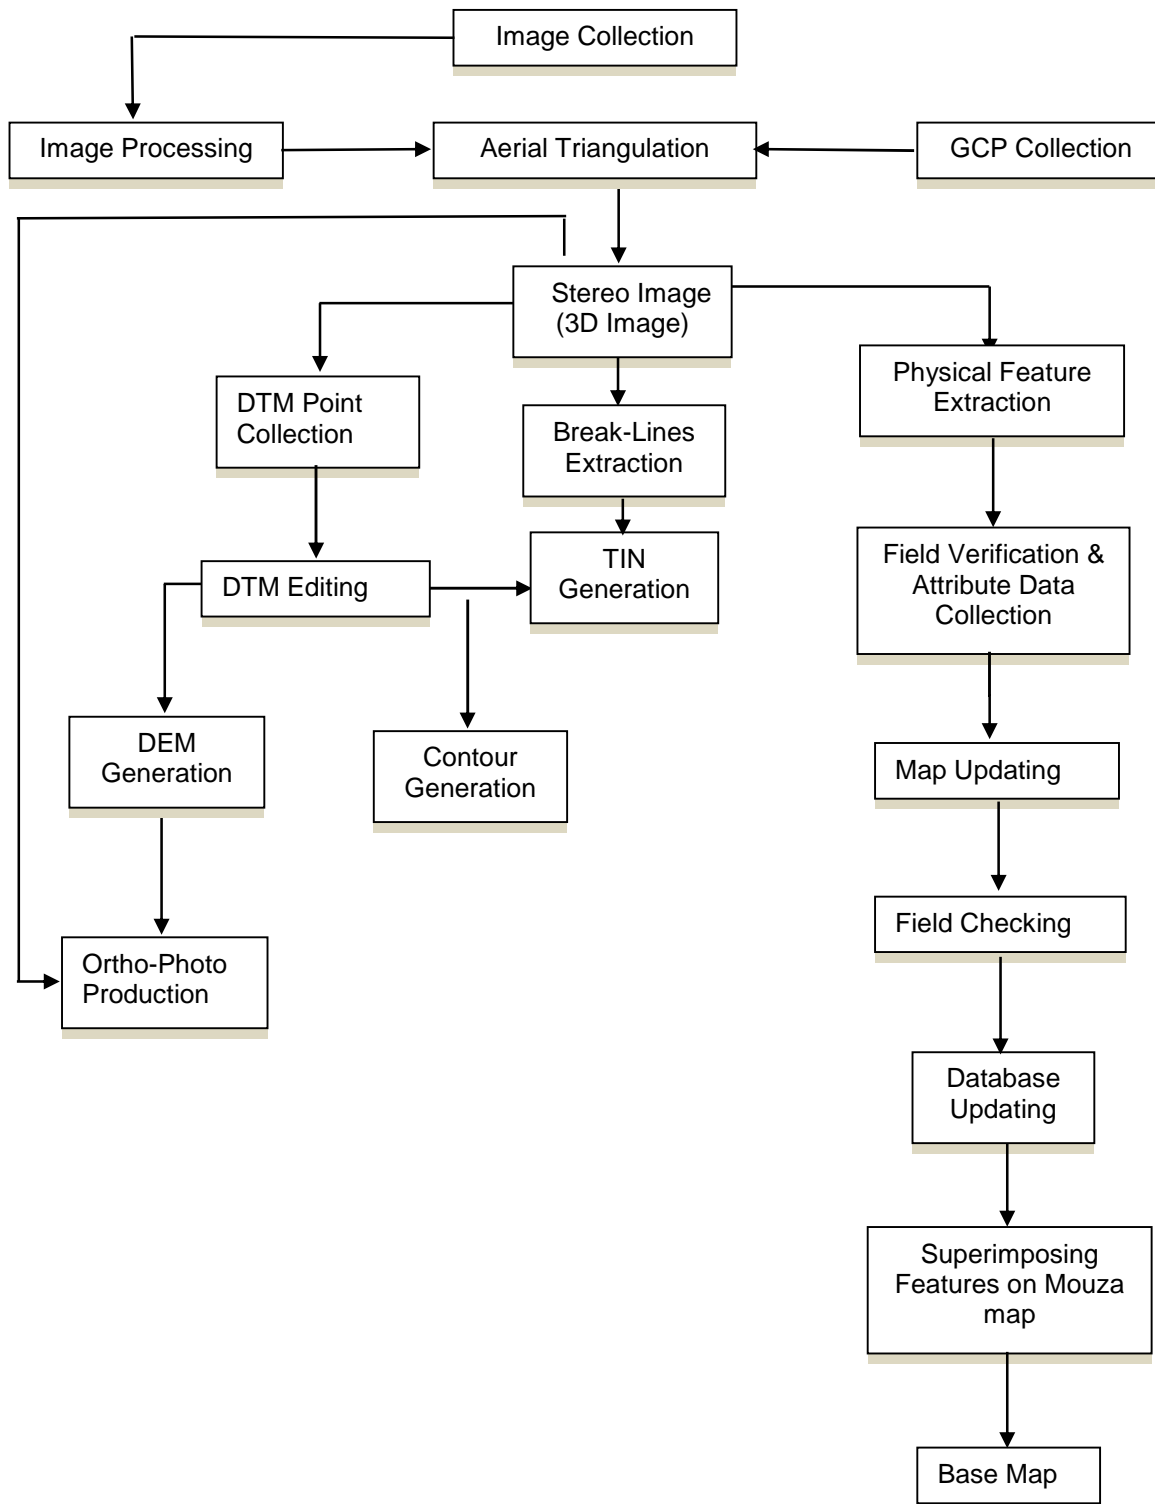 Image Collection
Image Processing
Aerial Triangulation
GCP Collection
Stereo Image
(3D Image)
Physical Feature
Extraction
DTM Point
Collection
Break-Lines
Extraction
Field Verification &
Attribute Data
Collection
TIN
Generation
DTM Editing
DEM
Generation
Contour
Generation
Map Updating
Field Checking
Ortho-Photo
Production
Database
Updating
Superimposing
Features on Mouza
map
Base Map